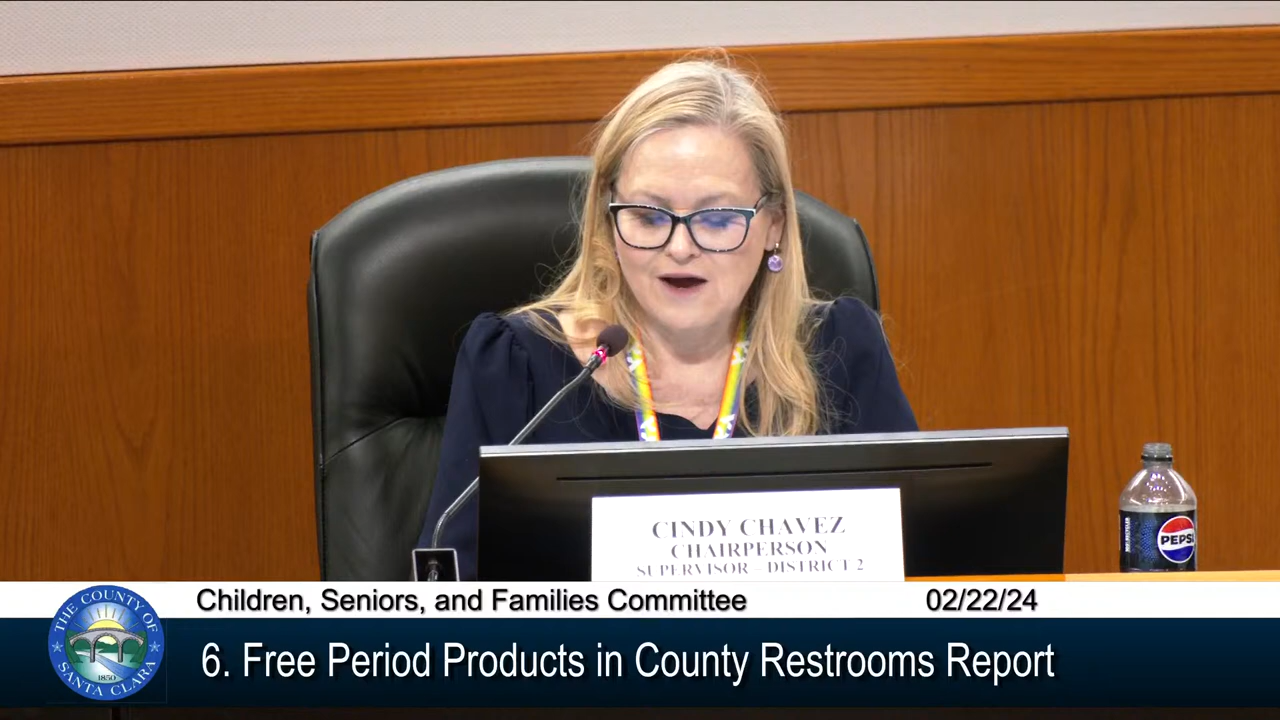 CINDY CHAVEZ
CHAIRPERSON
SUPERVISOR – DISTRICT 2
PEPSI
Children, Seniors, and Families Committee 02/22/24
6. Free Period Products in County Restrooms Report
THE COUNTY OF
SANTA CLARA
1850